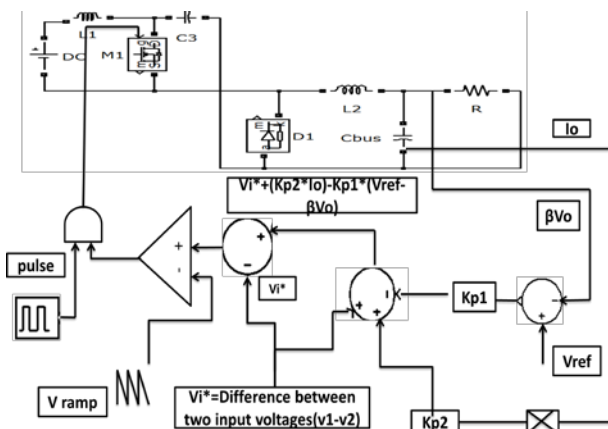 L1
DC
M1
C3
L2
R
D1
Cbus
Io
Vi*+(Kp2*Io)-Kp1*(Vref-
βVo)
βVo
pulse
Vi*
Kp1
Vref
V ramp
Vi*=Difference between
two input voltages(v1-v2)
Kp2